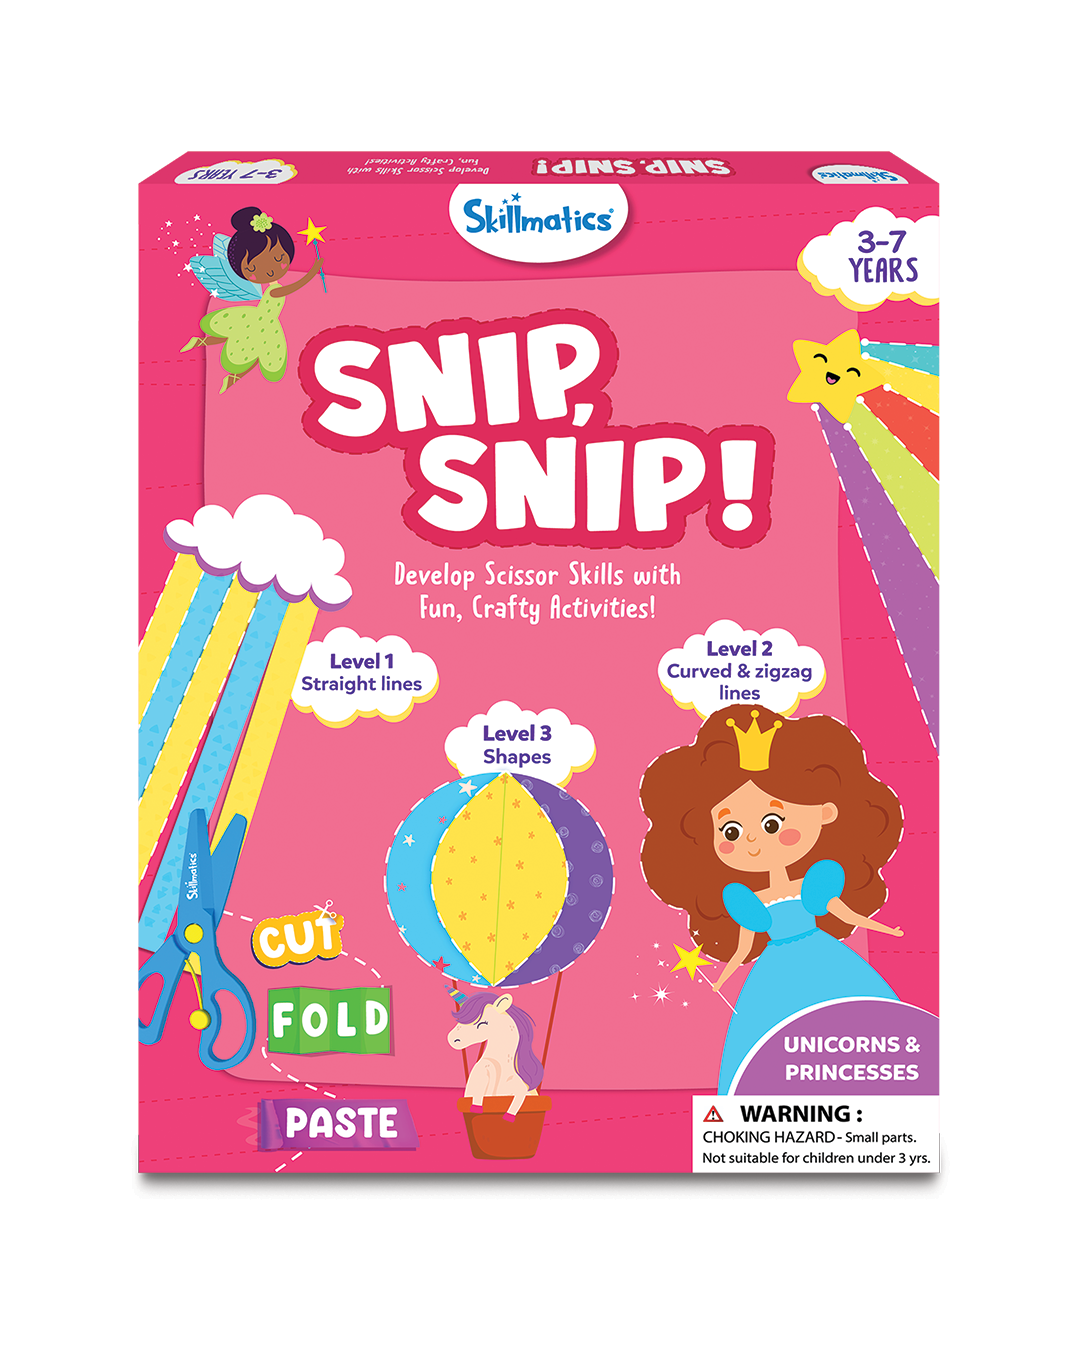 3-7 YEARS
Develop Scissor Skills with
Fun, Crafty Activities!
SNIP, SNIP!
Skillmatics
Skillmatics®
3-7
YEARS
SNIP,
SNIP!
Develop Scissor Skills with
Fun, Crafty Activities!
Level 1
Straight lines
Level 2
Curved & zigzag
lines
Level 3
Shapes
Skillmatics
CUT
FOLD
PASTE
UNICORNS &
PRINCESSES
WARNING :
CHOKING HAZARD - Small parts.
Not suitable for children under 3 yrs.